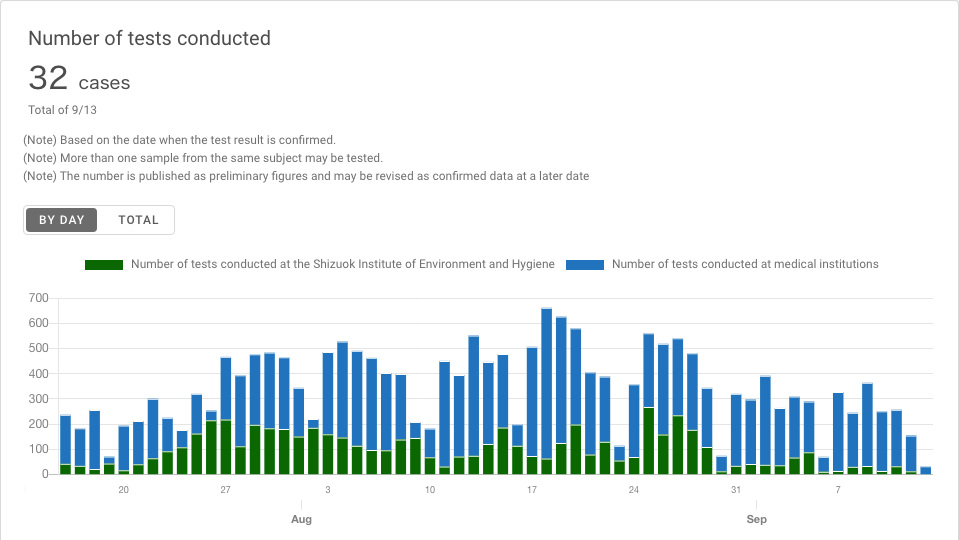 Number of tests conducted
32 cases
Total of 9/13
(Note) Based on the date when the test result is confirmed.
(Note) More than one sample from the same subject may be tested.
(Note) The number is published as preliminary figures and may be revised as confirmed data at a later date
BY DAY TOTAL
Number of tests conducted at the Shizuok Institute of Environment and Hygiene Number of tests conducted at medical institutions
700
600
500
400
300
200
100
0
20 27 3 10 17 24 31 7
Aug Sep